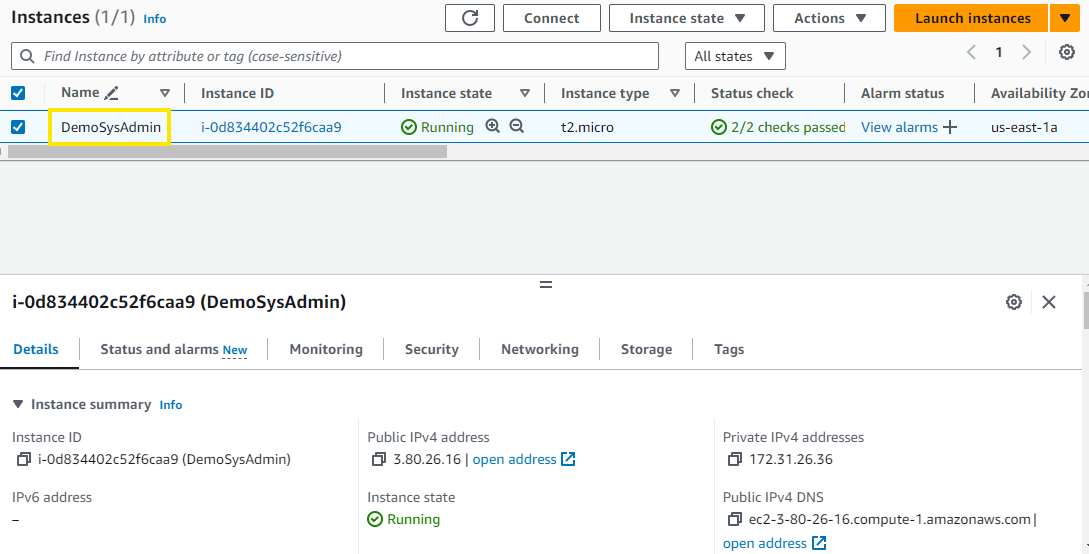 Instances (1/1) Info
Connect
Instance state
Actions
Launch instances
Find Instance by attribute or tag (case-sensitive)
All states
1
Name
Instance ID
Instance state
Instance type
Status check
Alarm status
Availability Zo
DemoSysAdmin
i-0d834402c52f6caa9
Running
t2.micro
2/2 checks passed
View alarms
us-east-1a
i-0d834402c52f6caa9 (DemoSysAdmin)
Details
Status and alarms New
Monitoring
Security
Networking
Storage
Tags
Instance summary Info
Instance ID
i-0d834402c52f6caa9 (DemoSysAdmin)
Public IPv4 address
3.80.26.16 | open address
Private IPv4 addresses
172.31.26.36
IPv6 address
–
Instance state
Running
Public IPv4 DNS
ec2-3-80-26-16.compute-1.amazonaws.com |
open address